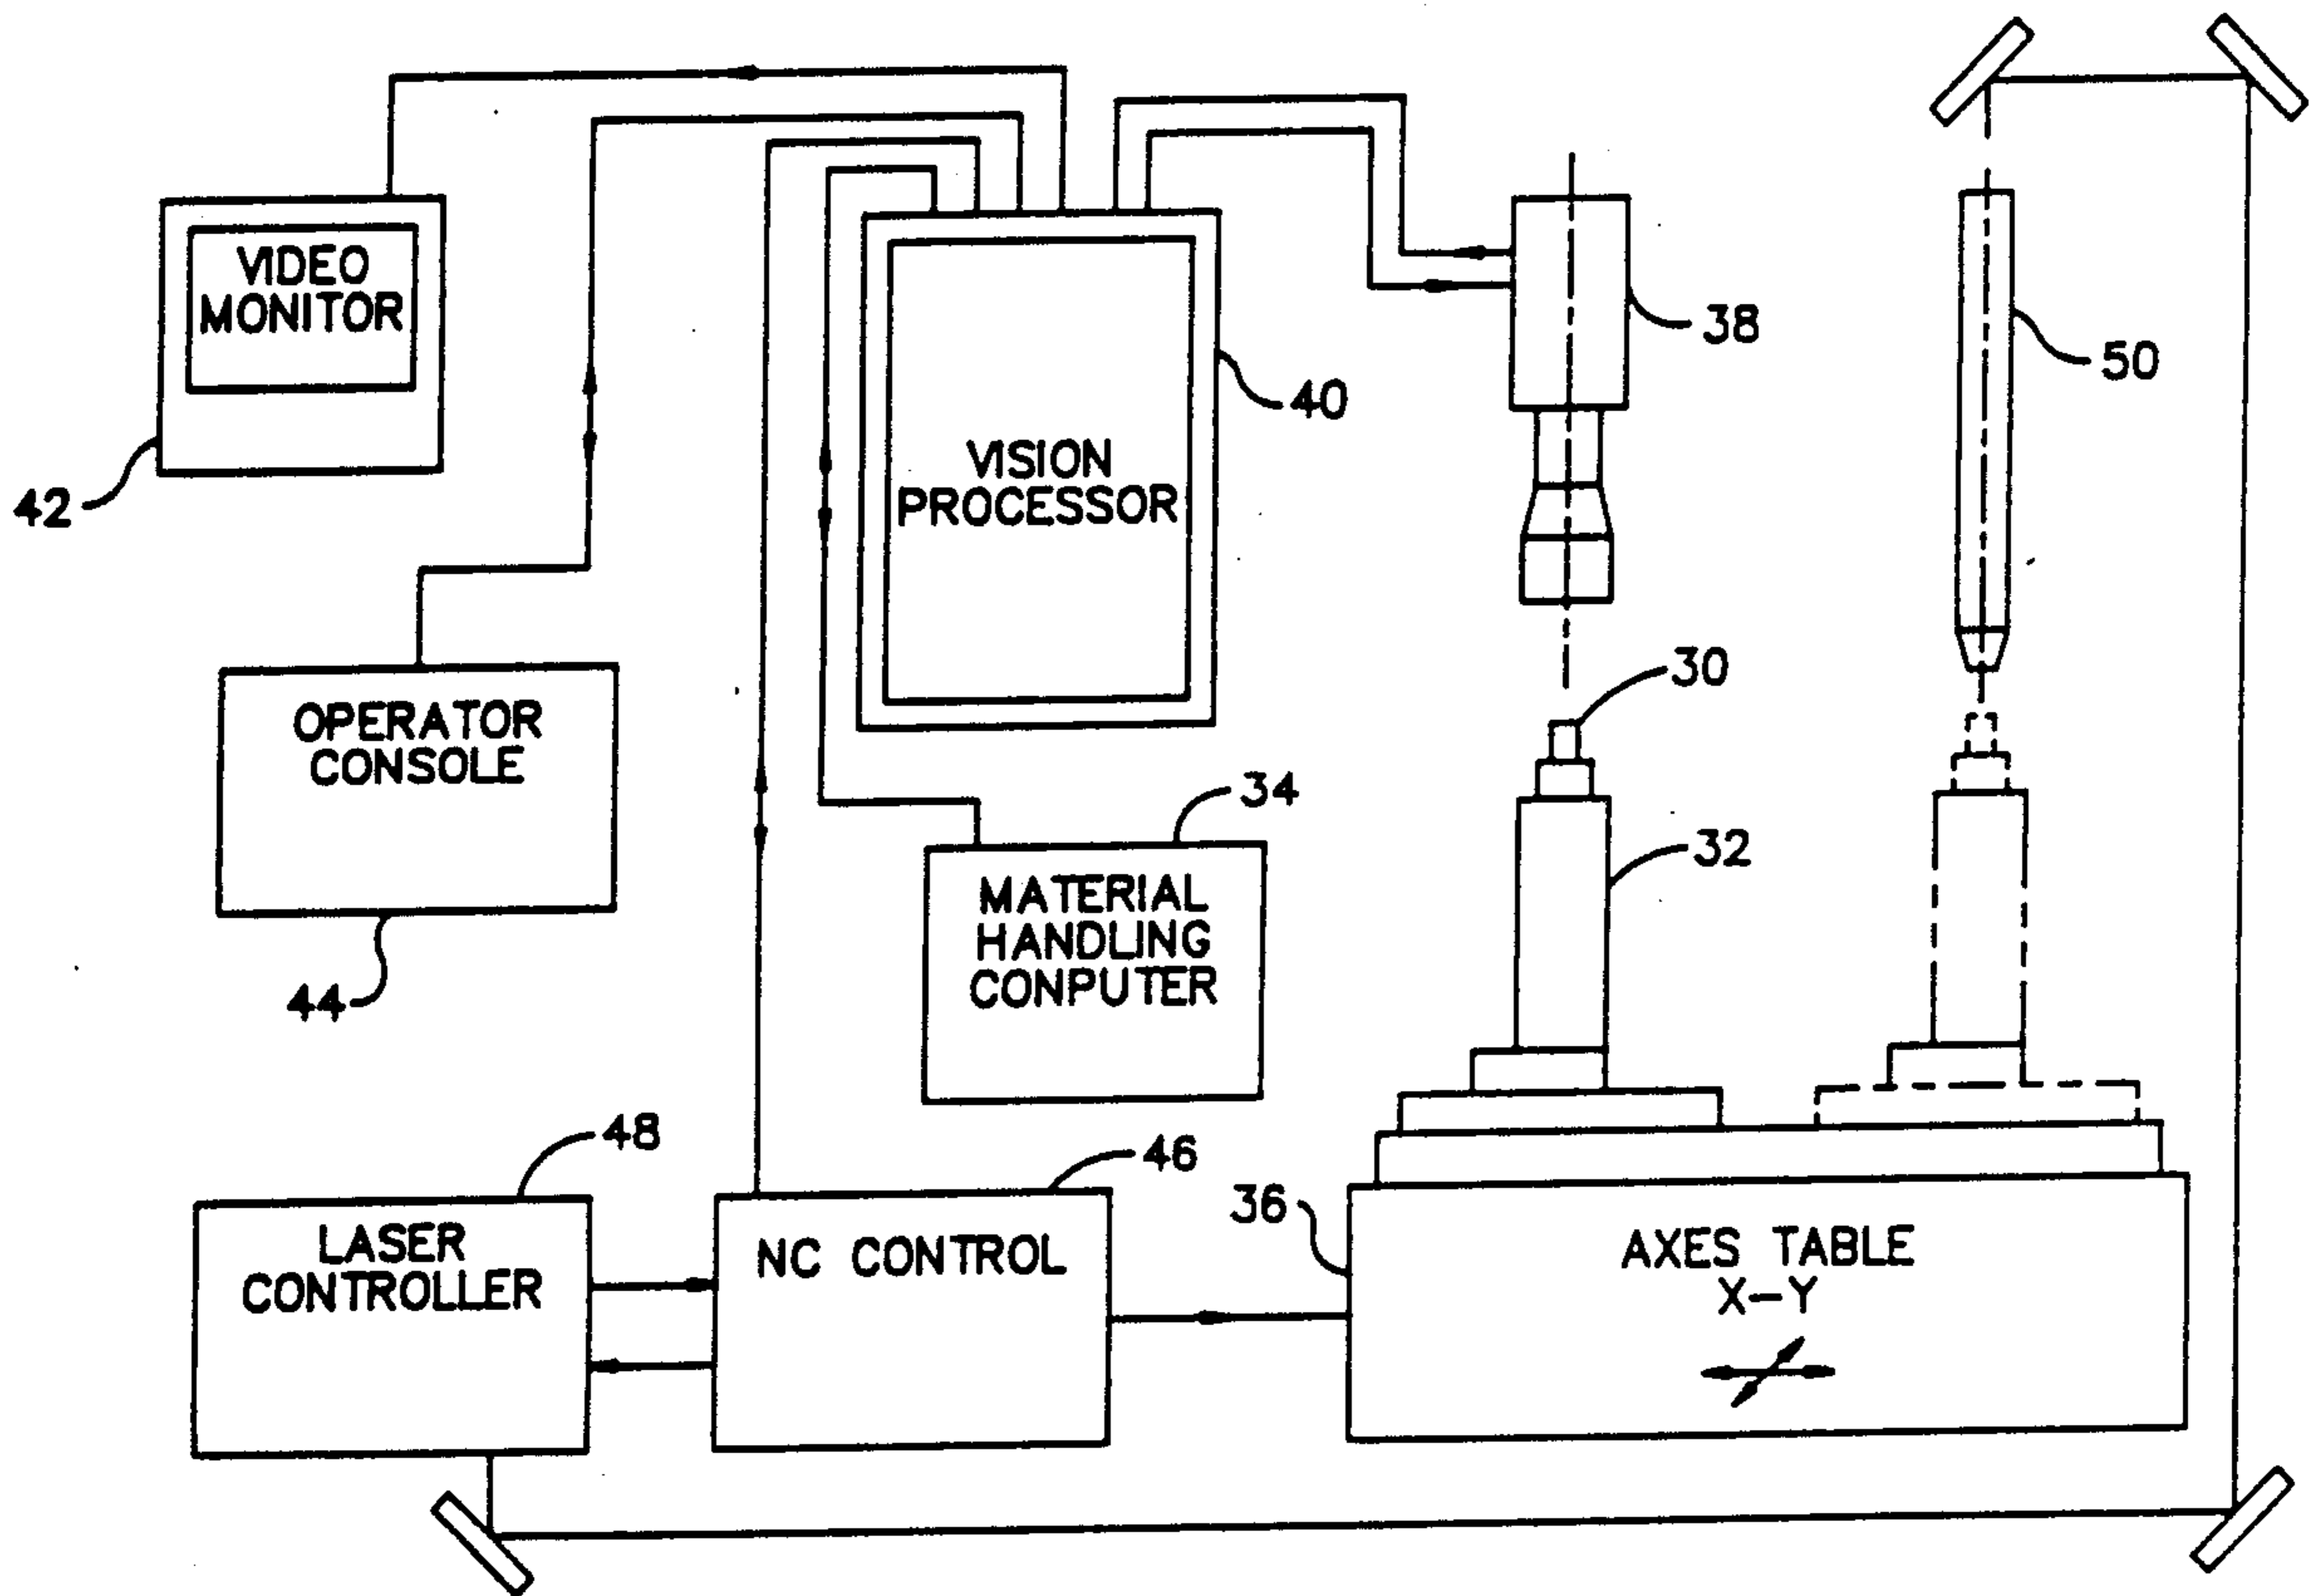 VIDEO
MONITOR
42
VISION
PROCESSOR
40
38
50
OPERATOR
CONSOLE
44
30
32
34
MATERIAL
HANDLING
CONPUTER
48
LASER
CONTROLLER
46
NC CONTROL
36
AXES TABLE
X-Y